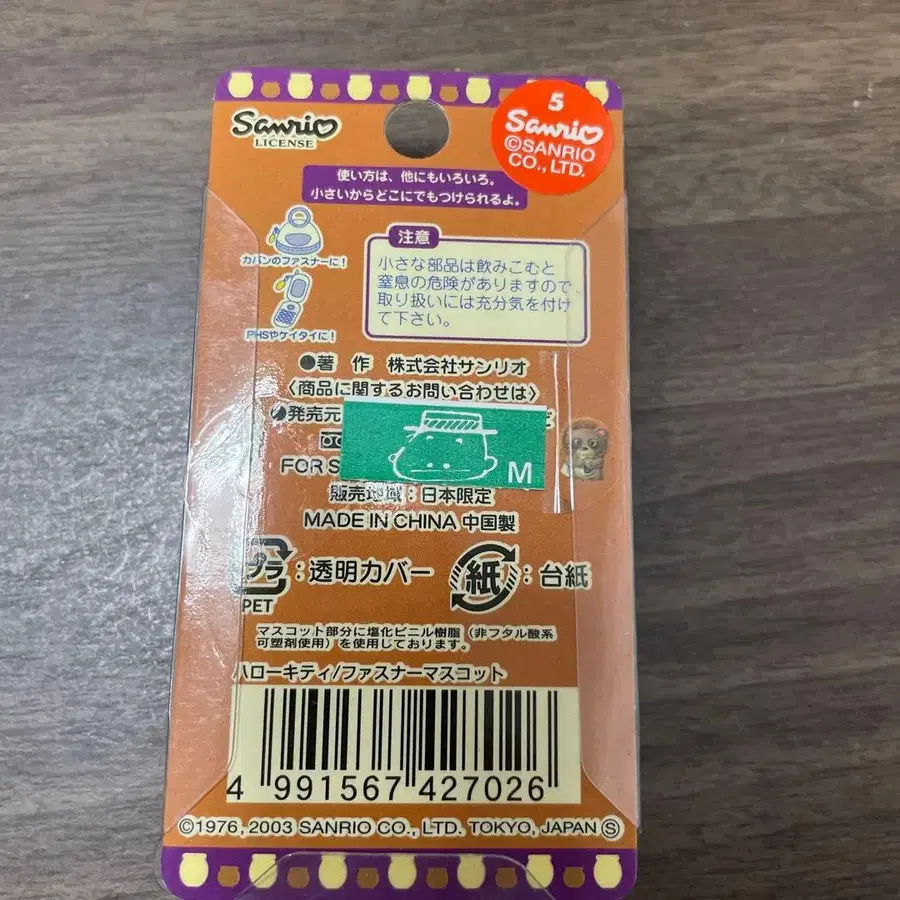 Sanrio
LICENSE
5
Sanrio
©SANRIO
CO., LTD.
使い方は、他にもいろいろ。
小さいからどこにでもつけられるよ。
カバンのファスナーに!
PHSやケイタイに!
注意
小さな部品は飲みこむと
窒息の危険がありますので
取り扱いには充分気を付け
て下さい。
●著 作 株式会社サンリオ
〈商品に関するお問い合わせは〉
●発売元
FOR S
M
販売地域:日本限定
MADE IN CHINA 中国製
プラ:透明カバー
PET
紙:台紙
マスコット部分に塩化ビニル樹脂(非フタル酸系
可塑剤使用)を使用しております。
ハローキティ/ファスナーマスコット
4 991567 427026
©1976, 2003 SANRIO CO., LTD. TOKYO, JAPAN Ⓢ